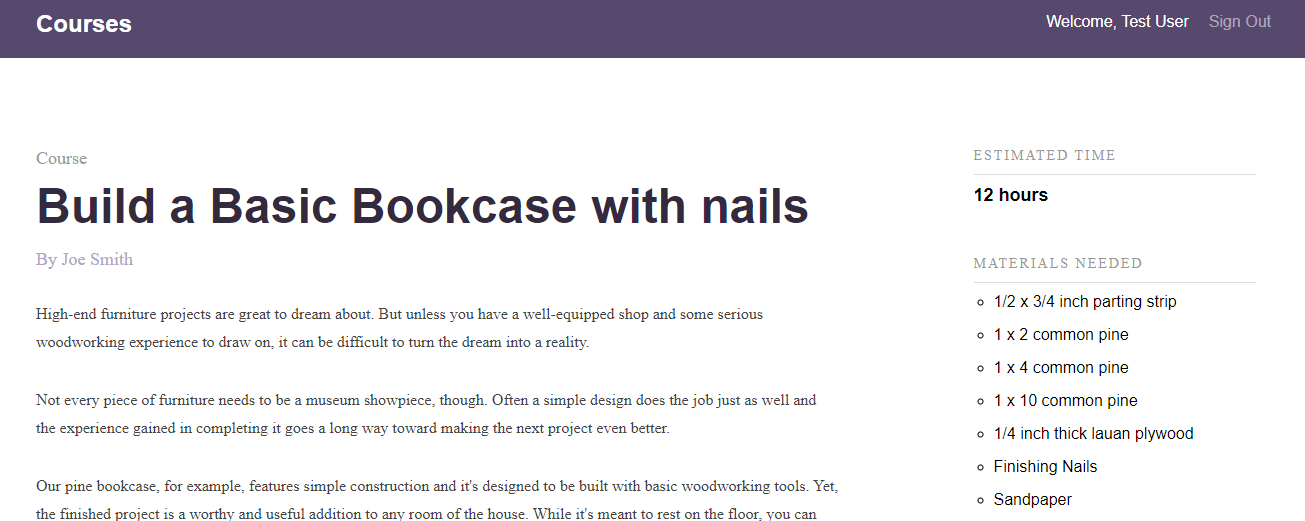 Courses
Welcome, Test User Sign Out
Course
Build a Basic Bookcase with nails
By Joe Smith
High-end furniture projects are great to dream about. But unless you have a well-equipped shop and some serious
woodworking experience to draw on, it can be difficult to turn the dream into a reality.
Not every piece of furniture needs to be a museum showpiece, though. Often a simple design does the job just as well and
the experience gained in completing it goes a long way toward making the next project even better.
Our pine bookcase, for example, features simple construction and it's designed to be built with basic woodworking tools. Yet,
the finished project is a worthy and useful addition to any room of the house. While it's meant to rest on the floor, you can
ESTIMATED TIME
12 hours
MATERIALS NEEDED
1/2 x 3/4 inch parting strip
1 x 2 common pine
1 x 4 common pine
1 x 10 common pine
1/4 inch thick lauan plywood
Finishing Nails
Sandpaper